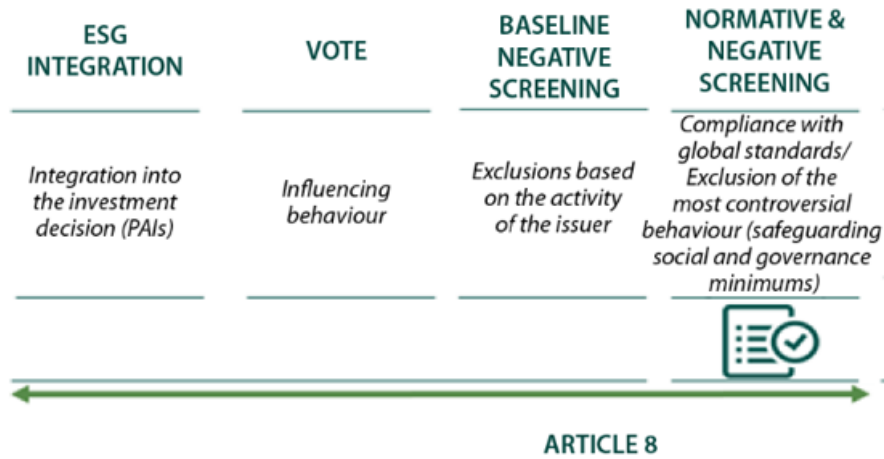 ESG
INTEGRATION
VOTE
BASELINE
NEGATIVE
SCREENING
NORMATIVE &
NEGATIVE
SCREENING
Integration into
the investment
decision (PAIs)
Influencing
behaviour
Exclusions based
on the activity
of the issuer
Compliance with
global standards/
Exclusion of the
most controversial
behaviour (safeguarding
social and governance
minimums)
ARTICLE 8